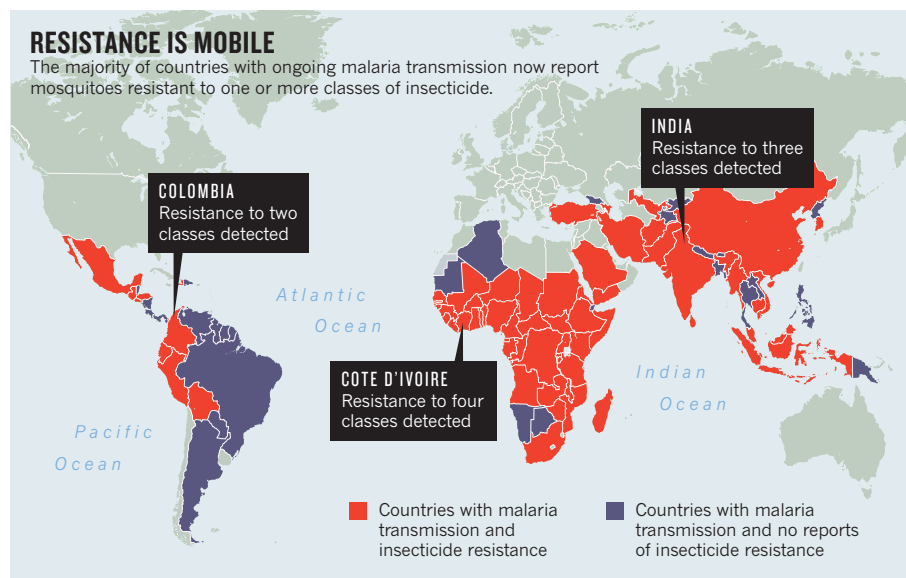 RESISTANCE IS MOBILE
The majority of countries with ongoing malaria transmission now report
mosquitoes resistant to one or more classes of insecticide.
INDIA
Resistance to three
classes detected
COLOMBIA
Resistance to two
classes detected
Atlantic
Ocean
COTE D'IVOIRE
Resistance to four
classes detected
Indian
Ocean
Pacific
Ocean
Countries with malaria
transmission and
insecticide resistance
Countries with malaria
transmission and no reports
of insecticide resistance